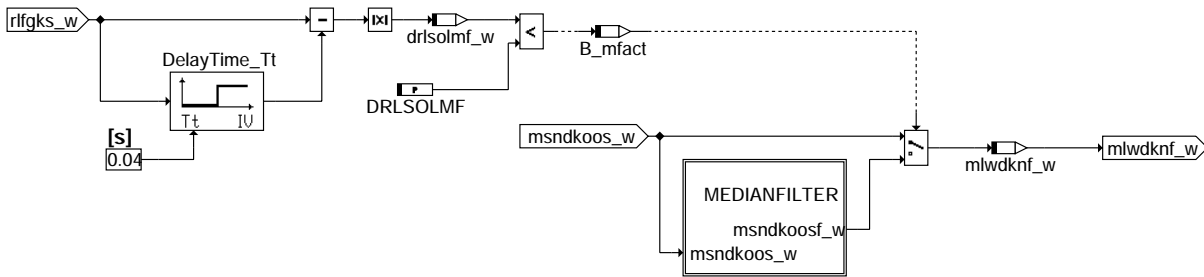 rlfgks_w
-
|x|
drlsolmf_w
<
B_mfact
DelayTime_Tt
Tt
IV
P
DRLSOLMF
[s]
0.04
msndkoos_w
mlwdknf_w
mlwdknf_w
MEDIANFILTER
msndkoosf_w
msndkoos_w